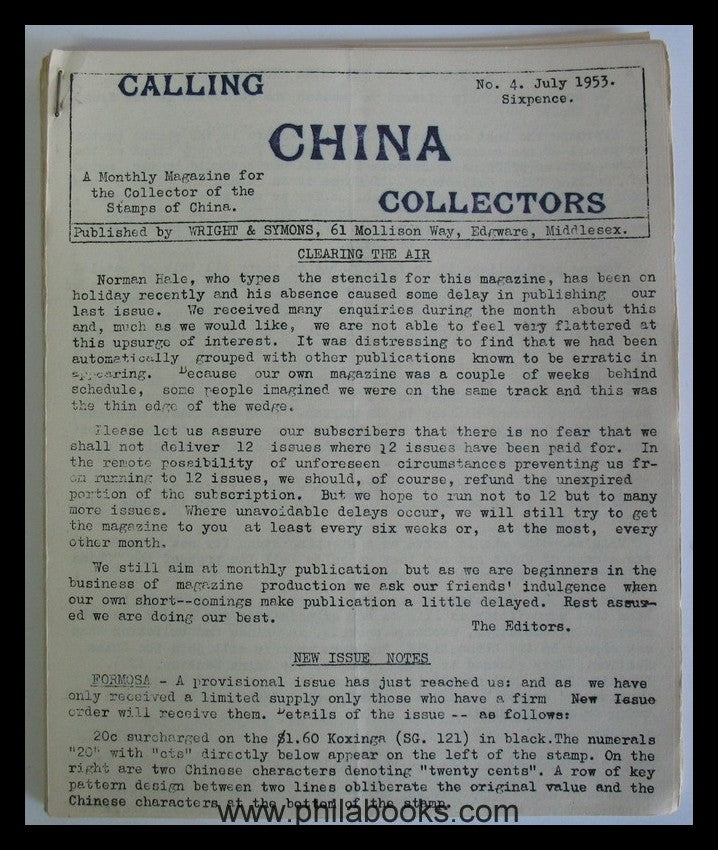 CALLING
No. 4. July 1953.
Sixpence.
CHINA
A Monthly Magazine for
the Collector of the
Stamps of China.
COLLECTORS
Published by WRIGHT & SYMONS, 61 Mollison Way, Edgware, Middlesex.
CLEARING THE AIR
Norman Hale, who types the stencils for this magazine, has been on
holiday recently and his absence caused some delay in publishing our
last issue. We received many enquiries during the month about this
and, much as we would like, we are not able to feel very flattered at
this upsurge of interest. It was distressing to find that we had been
automatically grouped with other publications known to be erratic in
appearing. Because our own magazine was a couple of weeks behind
schedule, some people imagined we were on the same track and this was
the thin edge of the wedge.
Please let us assure our subscribers that there is no fear that we
shall not deliver 12 issues where 12 issues have been paid for. In
the remote possibility of unforeseen circumstances preventing us fr-
om running to 12 issues, we should, of course, refund the unexpired
portion of the subscription. But we hope to run not to 12 but to many
more issues. Where unavoidable delays occur, we will still try to get
the magazine to you at least every six weeks or, at the most, every
other month.
We still aim at monthly publication but as we are beginners in the
business of magazine production we ask our friends' indulgence when
our own short--comings make publication a little delayed. Rest assur-
ed we are doing our best.
The Editors.
NEW ISSUE NOTES
FORMOSA - A provisional issue has just reached us: and as we have
only received a limited supply only those who have a firm New Issue
order will receive them. Details of the issue -- as follows:
20c surcharged on the $1.60 Koxinga (SG. 121) in black.The numerals
"20" with "cts" directly below appear on the left of the stamp. On the
right are two Chinese characters denoting "twenty cents". A row of key
pattern design between two lines obliterate the original value and the
Chinese characters at the bottom of the stamp.
www.philabooks.com